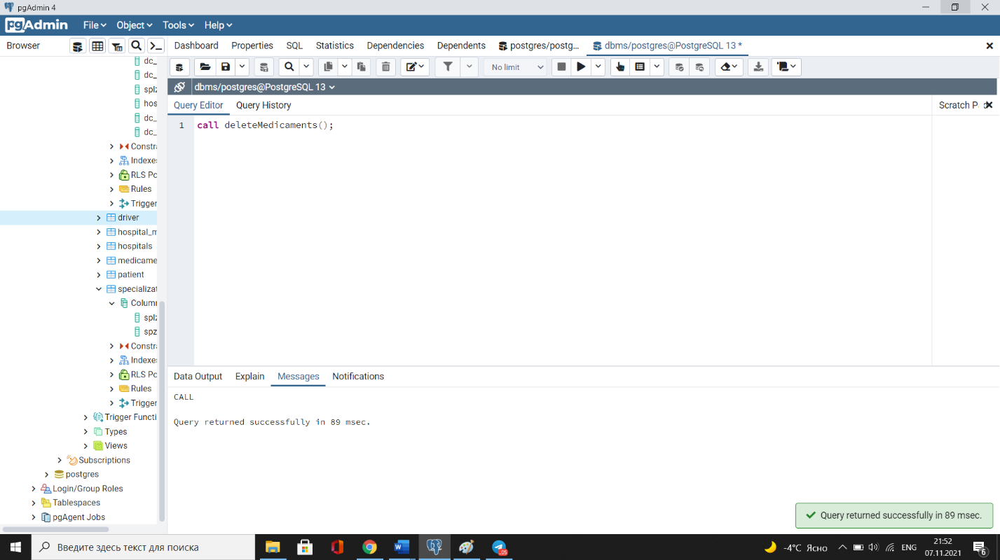 pgAdmin 4
pgAdmin
File
Object
Tools
Help
Browser
Dashboard
Properties
SQL
Statistics
Dependencies
Dependents
postgres/postg...
dbms/postgres@PostgreSQL 13 *
No limit
dbms/postgres@PostgreSQL 13
Query Editor
Query History
Scratch P
1
call deleteMedicaments();
dc_
dc_
splz
hos
dc_
dc_
Constra
Indexes
RLS Po
Rules
Trigger
driver
hospital_m
hospitals
medicame
patient
specializat
Column
splz
spz
Constra
Indexes
RLS Po
Rules
Trigger
Trigger Functi
Types
Views
Subscriptions
postgres
Login/Group Roles
Tablespaces
pgAgent Jobs
Data Output
Explain
Messages
Notifications
CALL
Query returned successfully in 89 msec.
Query returned successfully in 89 msec.
Введите здесь текст для поиска
.05
-4°C Ясно
ENG
21:52
07.11.2021
6